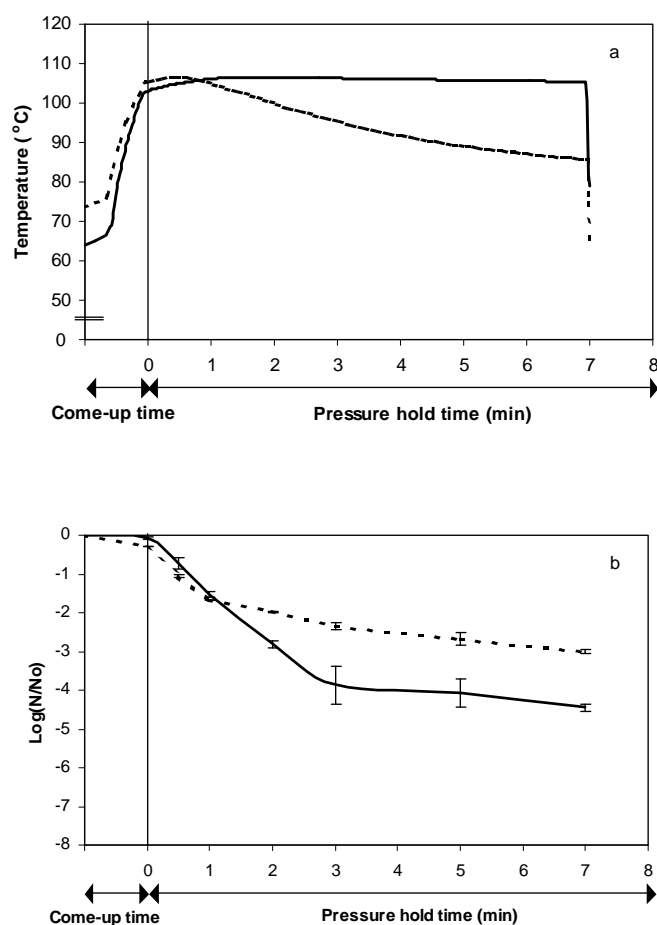 a
120
110
100
90
80
70
60
50
0
Temperature (°C)
0 1 2 3 4 5 6 7 8
Come-up time Pressure hold time (min)
b
0
-1
-2
-3
-4
-5
-6
-7
-8
Log(N/No)
0 1 2 3 4 5 6 7 8
Come-up time Pressure hold time (min)